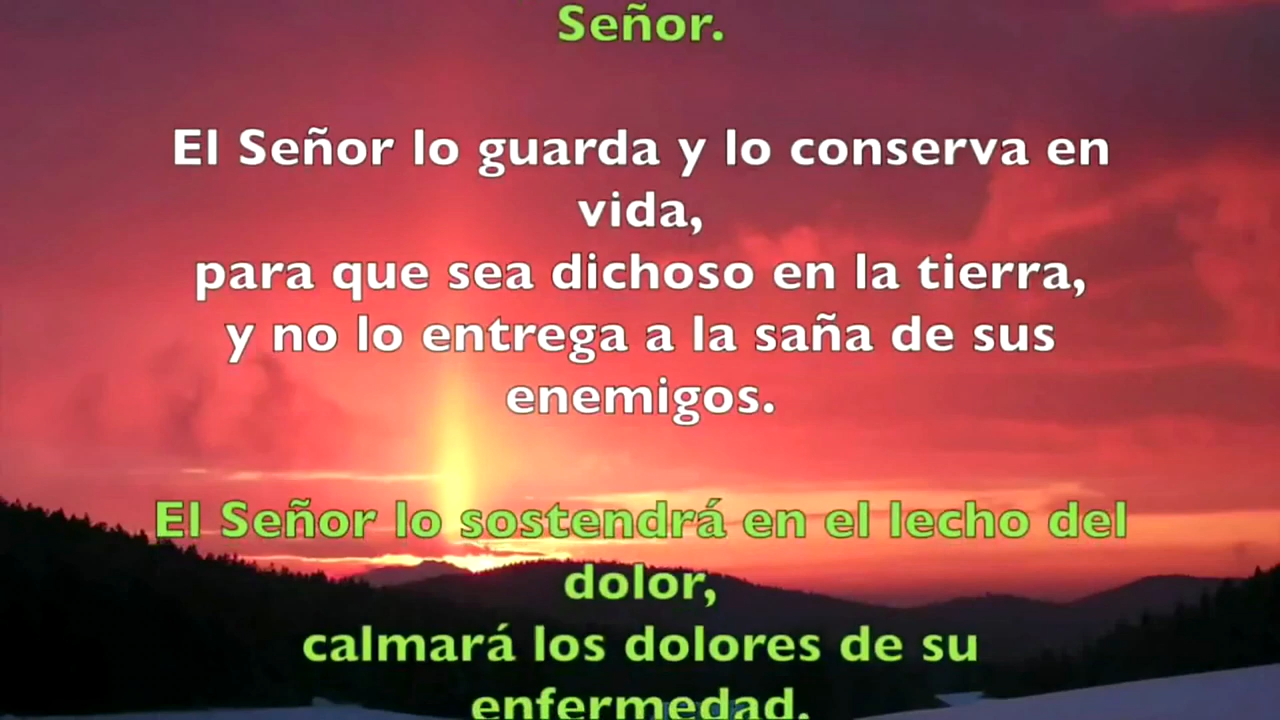 Señor.
El Señor lo guarda y lo conserva en
vida,
para que sea dichoso en la tierra,
y no lo entrega a la saña de sus
enemigos.
El Señor lo sostendrá en el lecho del
dolor,
calmará los dolores de su
enfermedad.